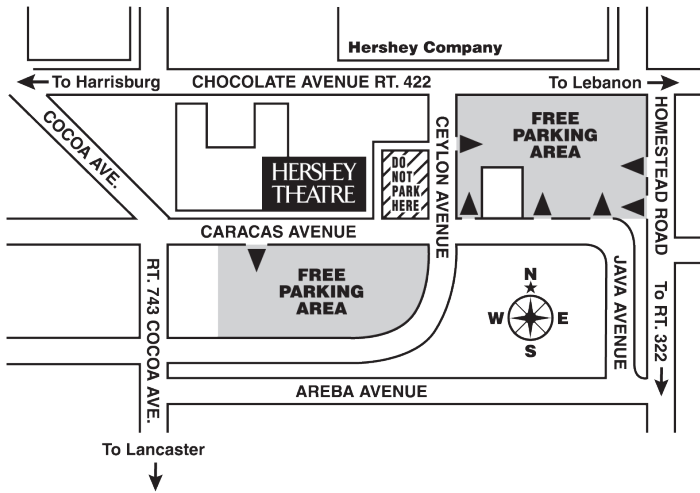 Hershey Company
To Harrisburg
CHOCOLATE AVENUE RT. 422
To Lebanon
COCOA AVE.
HERSHEY
THEATRE
DO
NOT
PARK
HERE
CEYLON AVENUE
FREE
PARKING
AREA
HOMESTEAD ROAD
CARACAS AVENUE
RT. 743 COCOA AVE.
FREE
PARKING
AREA
N
W
E
S
JAVA AVENUE
To RT. 322
AREBA AVENUE
To Lancaster